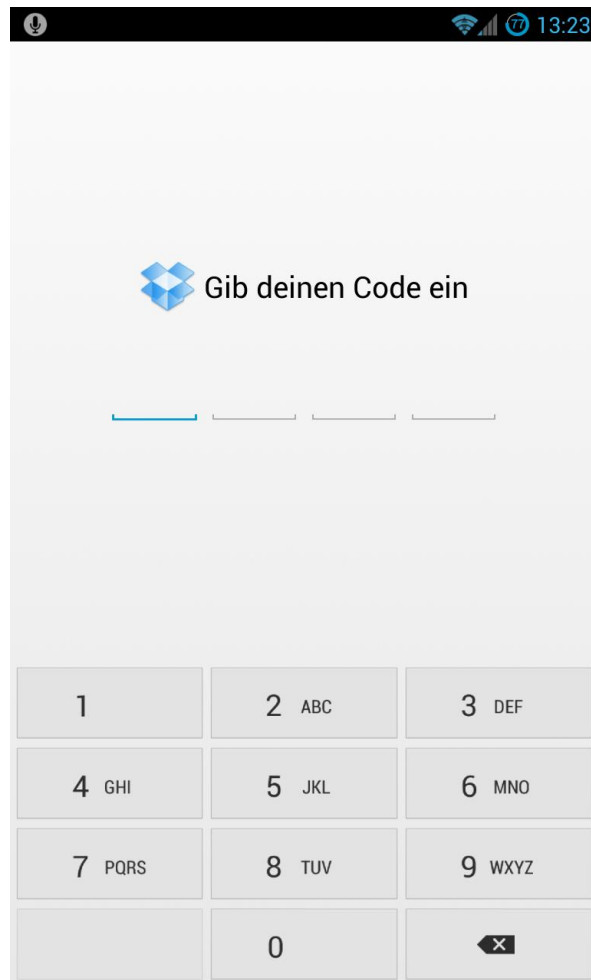 77 13:23
Gib deinen Code ein
1 2 ABC 3 DEF
4 GHI 5 JKL 6 MNO
7 PQRS 8 TUV 9 WXYZ
0